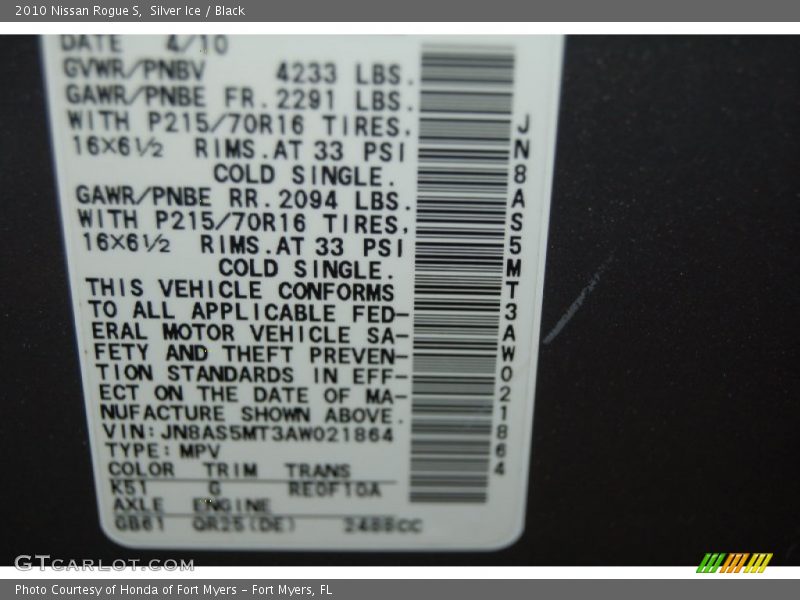 2010 Nissan Rogue S,  Silver Ice / Black
DATE 4/10
GVWR/PNBV 4233 LBS.
GAWR/PNBE FR.2291 LBS.
WITH P215/70R16 TIRES.
16×6½ RIMS.AT 33 PSI
COLD SINGLE.
GAWR/PNBE RR.2094 LBS.
WITH P215/70R16 TIRES,
16×6½ RIMS.AT 33 PSI
COLD SINGLE.
THIS VEHICLE CONFORMS
TO ALL APPLICABLE FED-
ERAL MOTOR VEHICLE SA-
FETY AND THEFT PREVEN-
TION STANDARDS IN EFF-
ECT ON THE DATE OF MA-
NUFACTURE SHOWN ABOVE.
VIN:JN8AS5MT3AW021864
TYPE:MPV
COLOR TRIM TRANS
K51 G RE0F10A
AXLE ENGINE
GB61 QR25(DE) 2488CC
JN8AS5MT3AW021864
GTCARLOT.COM
Photo Courtesy of Honda of Fort Myers – Fort Myers, FL